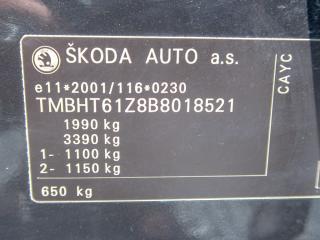 ŠKODA AUTO a.s.
e11*2001/116*0230
TMBHT61Z8B8018521
1990 kg
3390 kg
1- 1100 kg
2- 1150 kg
650 kg
CAYC